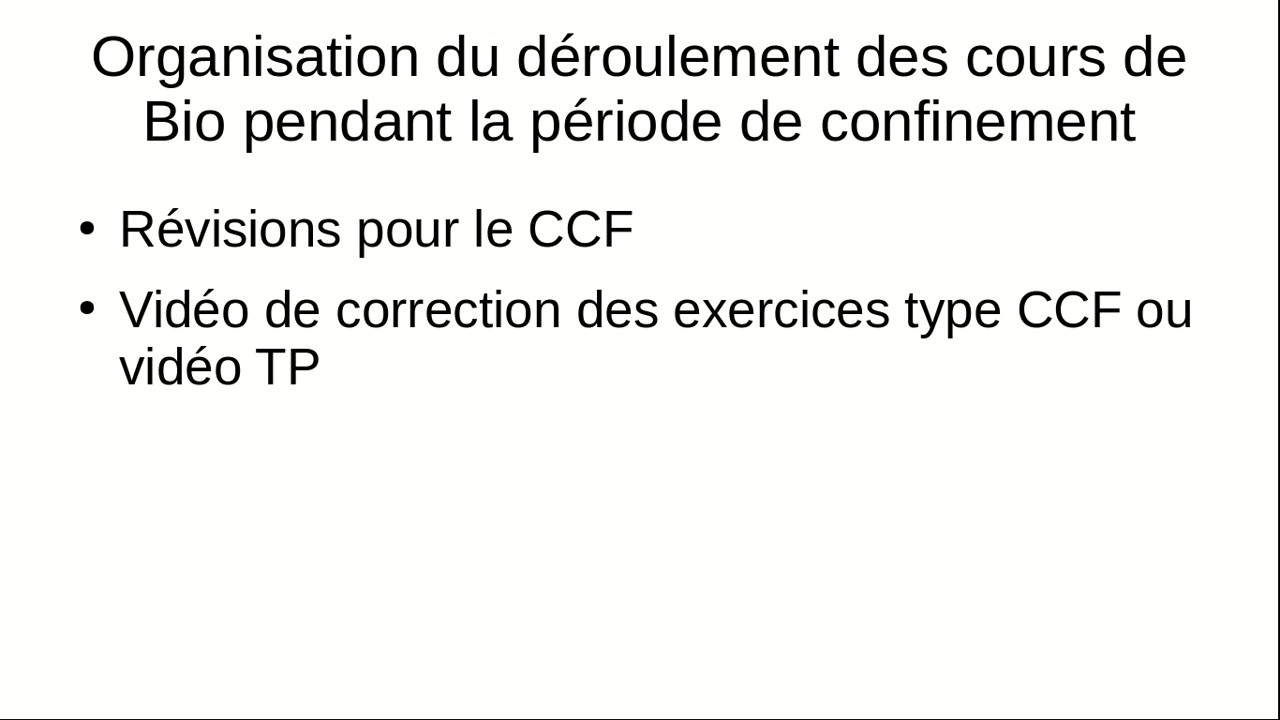 Organisation du déroulement des cours de
Bio pendant la période de confinement
• Révisions pour le CCF
• Vidéo de correction des exercices type CCF ou
vidéo TP